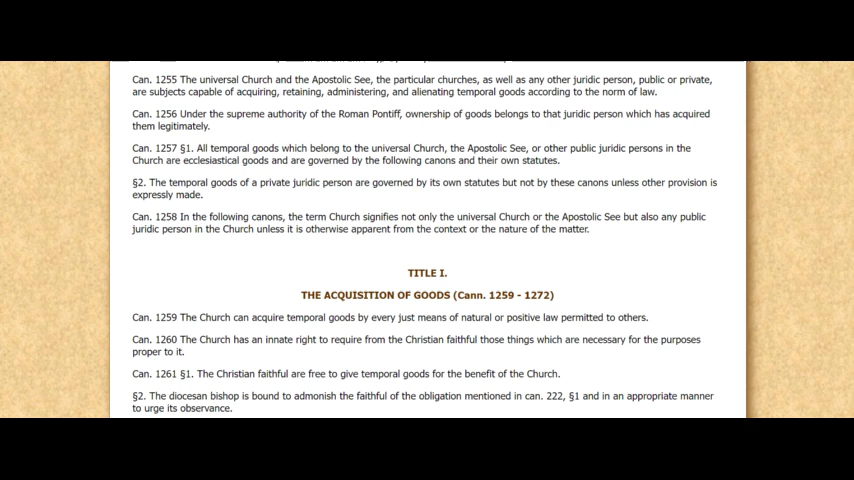 Can. 1255 The universal Church and the Apostolic See, the particular churches, as well as any other juridic person, public or private,
are subjects capable of acquiring, retaining, administering, and alienating temporal goods according to the norm of law.
Can. 1256 Under the supreme authority of the Roman Pontiff, ownership of goods belongs to that juridic person which has acquired
them legitimately.
Can. 1257 §1. All temporal goods which belong to the universal Church, the Apostolic See, or other public juridic persons in the
Church are ecclesiastical goods and are governed by the following canons and their own statutes.
§2. The temporal goods of a private juridic person are governed by its own statutes but not by these canons unless other provision is
expressly made.
Can. 1258 In the following canons, the term Church signifies not only the universal Church or the Apostolic See but also any public
juridic person in the Church unless it is otherwise apparent from the context or the nature of the matter.
TITLE I.
THE ACQUISITION OF GOODS (Cann. 1259 - 1272)
Can. 1259 The Church can acquire temporal goods by every just means of natural or positive law permitted to others.
Can. 1260 The Church has an innate right to require from the Christian faithful those things which are necessary for the purposes
proper to it.
Can. 1261 §1. The Christian faithful are free to give temporal goods for the benefit of the Church.
§2. The diocesan bishop is bound to admonish the faithful of the obligation mentioned in can. 222, §1 and in an appropriate manner
to urge its observance.